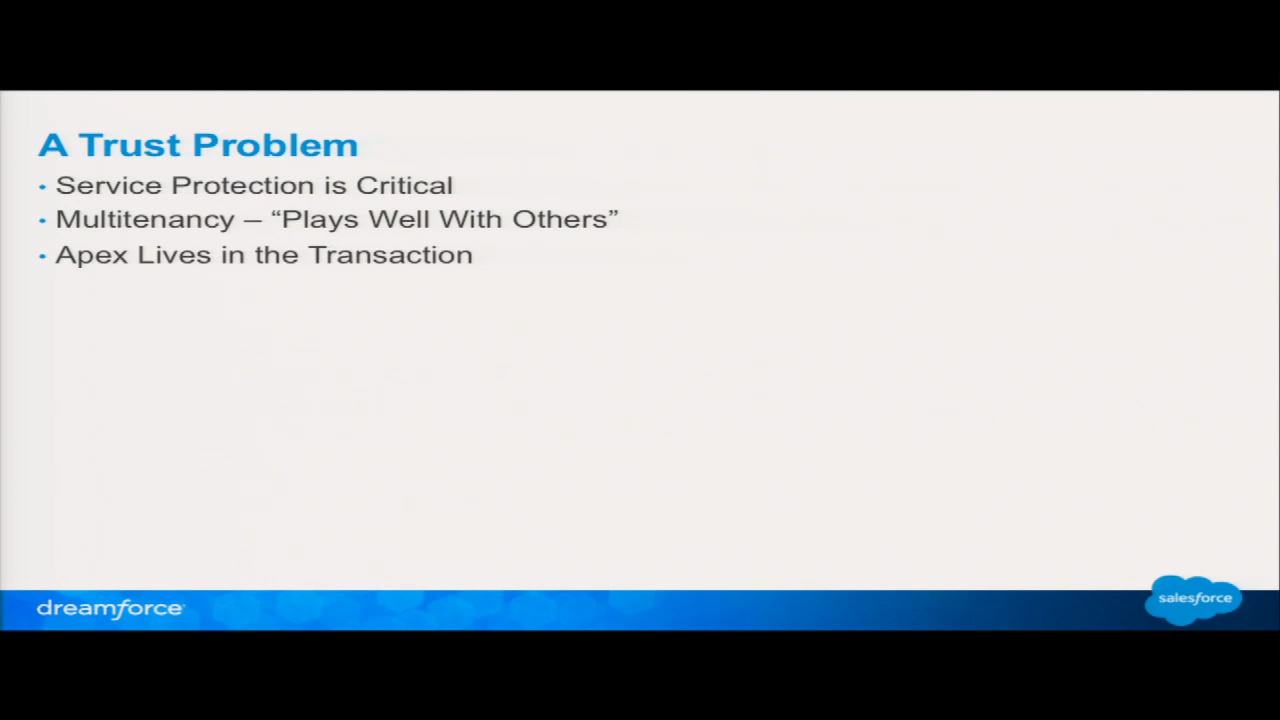 A Trust Problem
• Service Protection is Critical
• Multitenancy – “Plays Well With Others”
• Apex Lives in the Transaction
dreamforce
salesforce